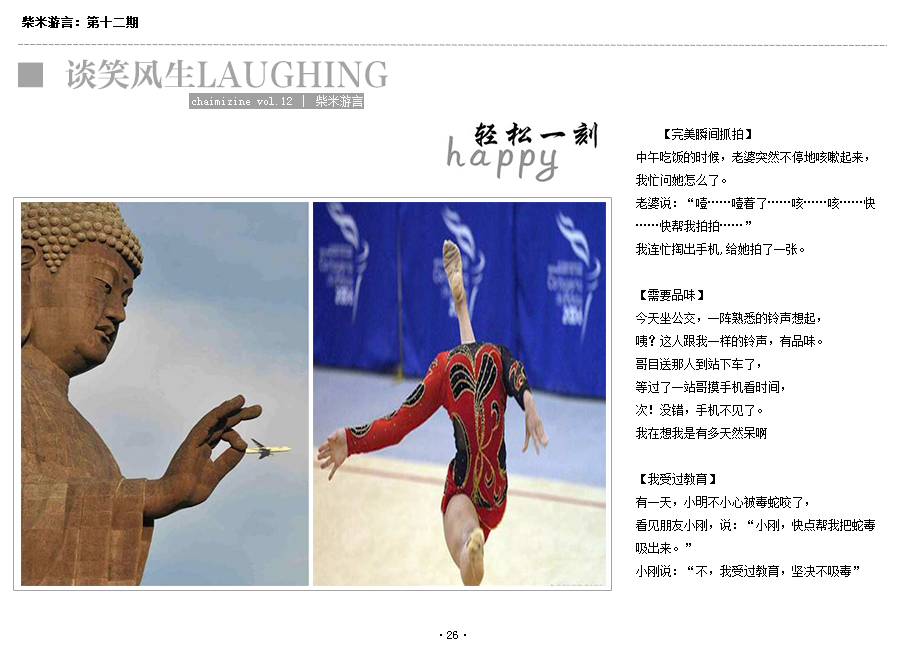 柴米游言：第十二期
谈笑风生LAUGHING
chaimizine vol.12 | 柴米游言
轻松一刻
happy
【完美瞬间抓拍】
中午吃饭的时候，老婆突然不停地咳嗽起来，
我忙问她怎么了。
老婆说：“噎……噎着了……咳……咳……快
……快帮我拍拍……”
我连忙掏出手机,给她拍了一张。
【需要品味】
今天坐公交，一阵熟悉的铃声想起，
咦？这人跟我一样的铃声，有品味。
哥目送那人到站下车了，
等过了一站哥摸手机看时间，
次！没错，手机不见了。
我在想我是有多天然呆啊
【我受过教育】
有一天，小明不小心被毒蛇咬了，
看见朋友小刚，说：“小刚，快点帮我把蛇毒
吸出来。”
小刚说：“不，我受过教育，坚决不吸毒”
·26·